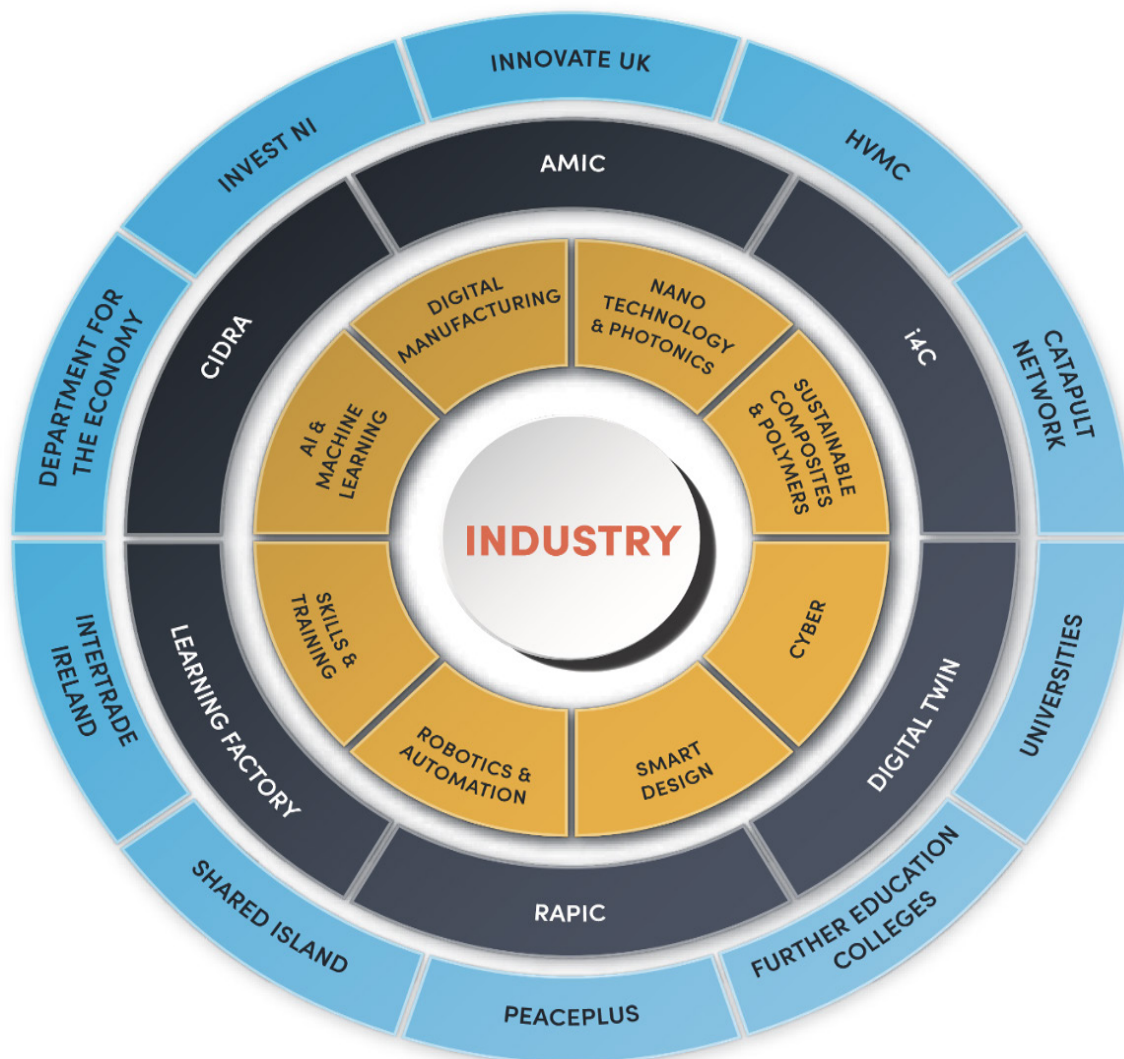 INNOVATE UK
HVMC
CATAPULT
NETWORK
UNIVERSITIES
FURTHER EDUCATION
COLLEGES
PEACEPLUS
SHARED ISLAND
INTERTRADE
IRELAND
DEPARTMENT FOR
THE ECONOMY
INVEST NI
AMIC
i4C
DIGITAL TWIN
RAPIC
LEARNING FACTORY
CIDRA
DIGITAL
MANUFACTURING
NANO
TECHNOLOGY
& PHOTONICS
SUSTAINABLE
COMPOSITES
& POLYMERS
CYBER
SMART
DESIGN
ROBOTICS &
AUTOMATION
SKILLS &
TRAINING
AI &
MACHINE
LEARNING
INDUSTRY